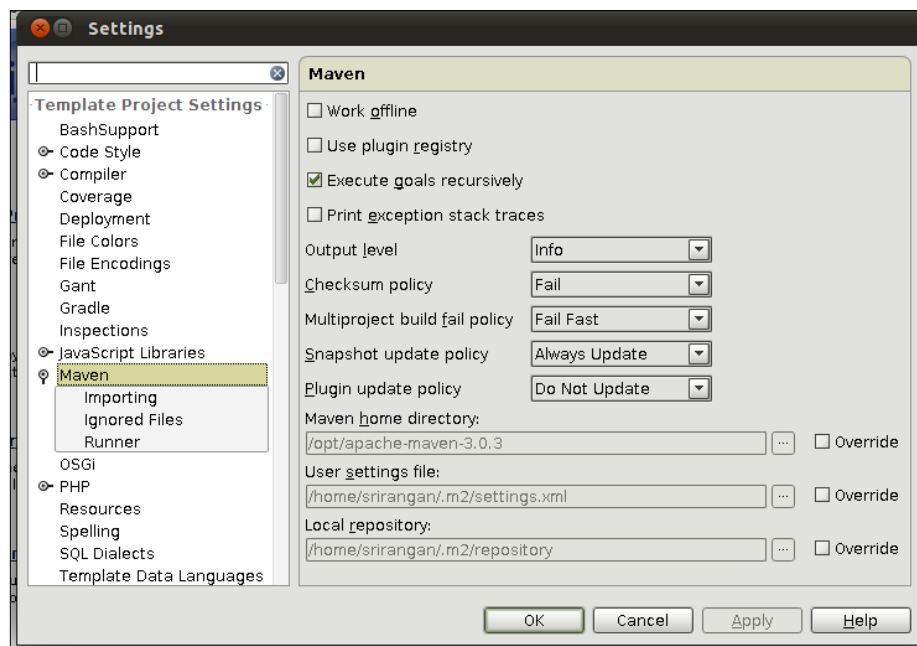 Settings
Template Project Settings
BashSupport
Code Style
Compiler
Coverage
Deployment
File Colors
File Encodings
Gant
Gradle
Inspections
JavaScript Libraries
Maven
Importing
Ignored Files
Runner
OSGi
PHP
Resources
Spelling
SQL Dialects
Template Data Languages
Maven
Work offline
Use plugin registry
Execute goals recursively
Print exception stack traces
Output level Info
Checksum policy Fail
Multiproject build fail policy Fail Fast
Snapshot update policy Always Update
Plugin update policy Do Not Update
Maven home directory:
/opt/apache-maven-3.0.3 ... Override
User settings file:
/home/srirangan/.m2/settings.xml ... Override
Local repository:
/home/srirangan/.m2/repository ... Override
OK Cancel Apply Help